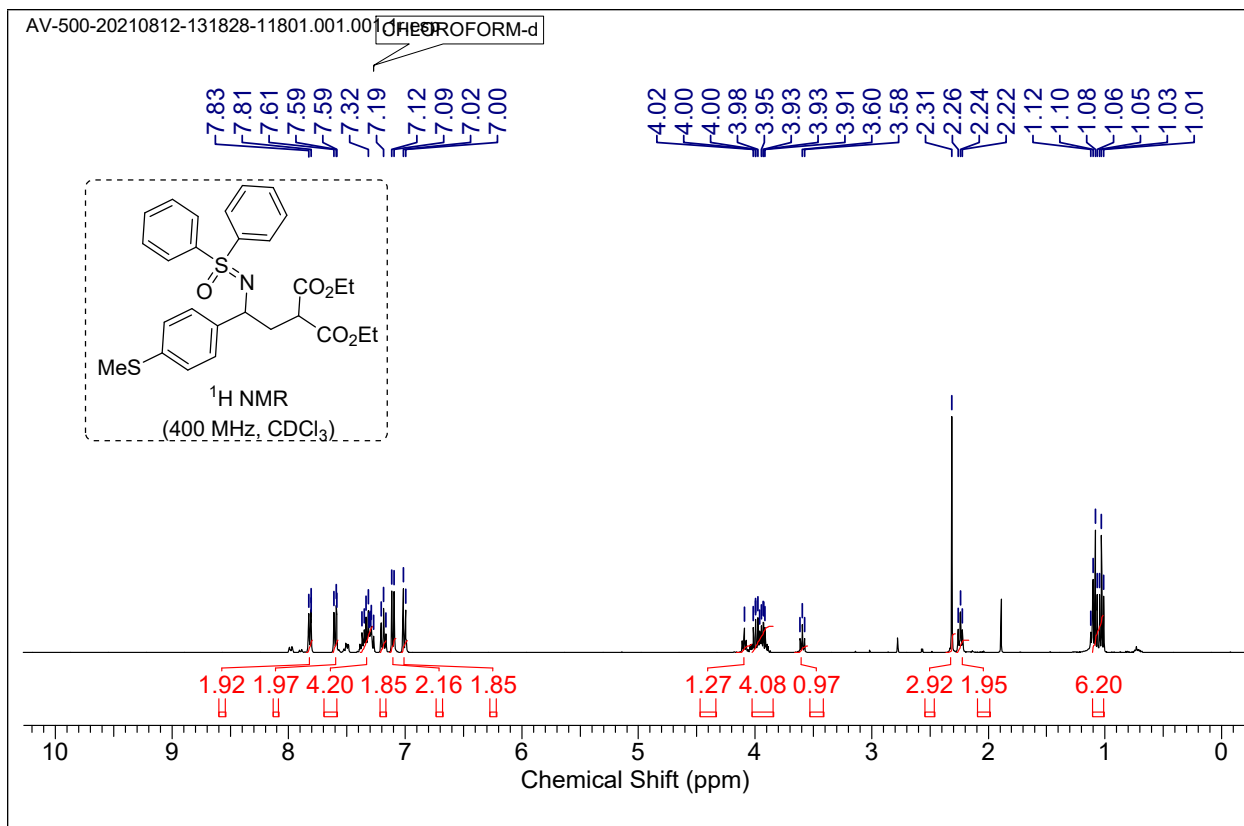 AV-500-20210812-131828-11801.001.001.1r.esp
CHLOROFORM-d
7.83
7.81
7.61
7.59
7.59
7.32
7.19
7.12
7.09
7.02
7.00
4.02
4.00
4.00
3.98
3.95
3.93
3.93
3.91
3.60
3.58
2.31
2.26
2.24
2.22
1.12
1.10
1.08
1.06
1.05
1.03
1.01
S
N
O
CO2Et
CO2Et
MeS
1H NMR
(400 MHz, CDCl3)
1.92 1.97 4.20 1.85 2.16 1.85 1.27 4.08 0.97 2.92 1.95 6.20
10 9 8 7 6 5 4 3 2 1 0
Chemical Shift (ppm)